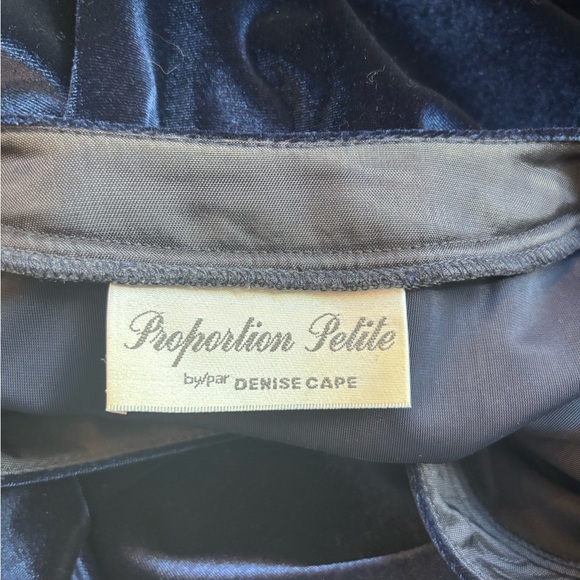 Proportion Petite
by/par DENISE CAPE